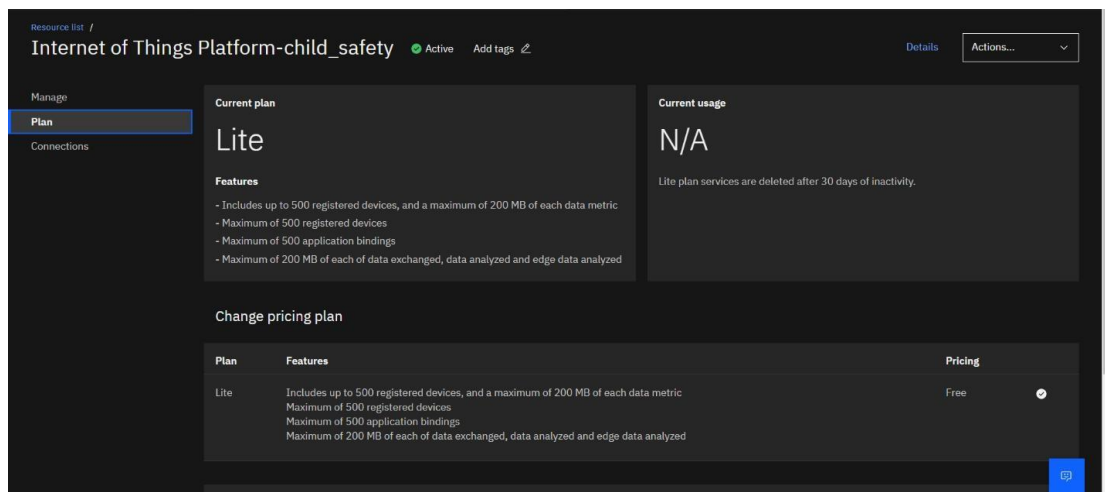 Resource list /
Internet of Things Platform-child_safety Active Add tags Details Actions...
Manage
Plan
Connections
Current plan
Lite
Features
- Includes up to 500 registered devices, and a maximum of 200 MB of each data metric
- Maximum of 500 registered devices
- Maximum of 500 application bindings
- Maximum of 200 MB of each of data exchanged, data analyzed and edge data analyzed
Current usage
N/A
Lite plan services are deleted after 30 days of inactivity.
Change pricing plan
Plan Features Pricing
Lite Includes up to 500 registered devices, and a maximum of 200 MB of each data metric Free
Maximum of 500 registered devices
Maximum of 500 application bindings
Maximum of 200 MB of each of data exchanged, data analyzed and edge data analyzed